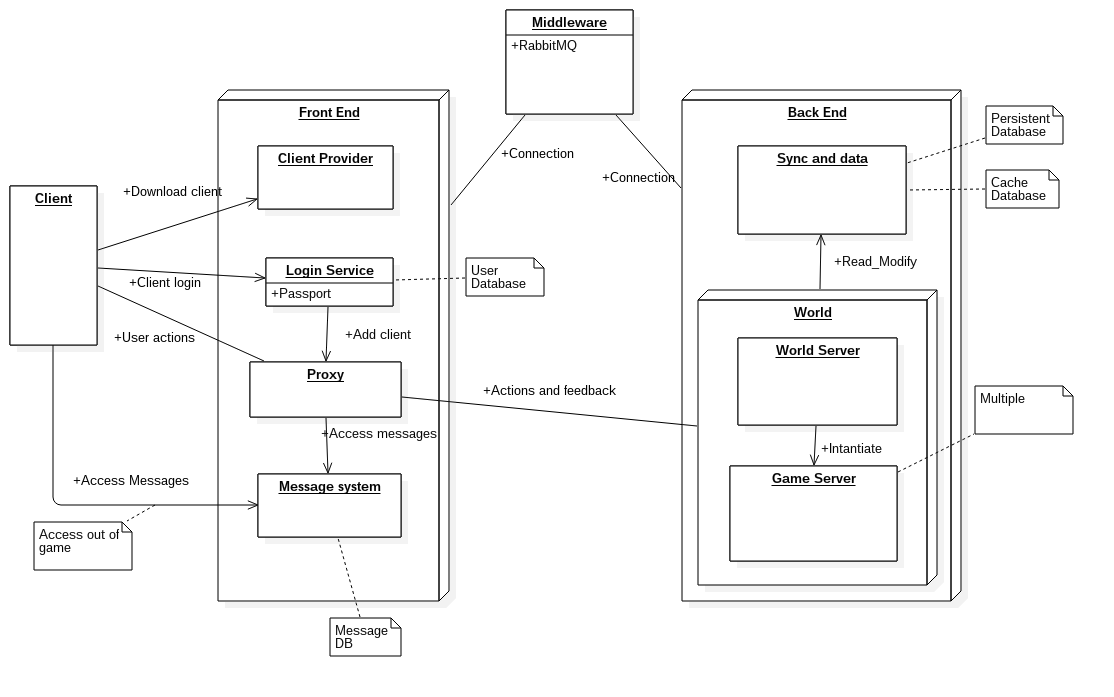 Middleware
+RabbitMQ
Front End
Back End
Persistent
Database
Client Provider
Sync and data
+Connection
+Connection
Cache
Database
Client
+Download client
Login Service
+Passport
User
Database
+Read_Modify
+Client login
World
+User actions
+Add client
World Server
Proxy
+Actions and feedback
Multiple
+Access messages
+Intantiate
+Access Messages
Message system
Game Server
Access out of
game
Message
DB